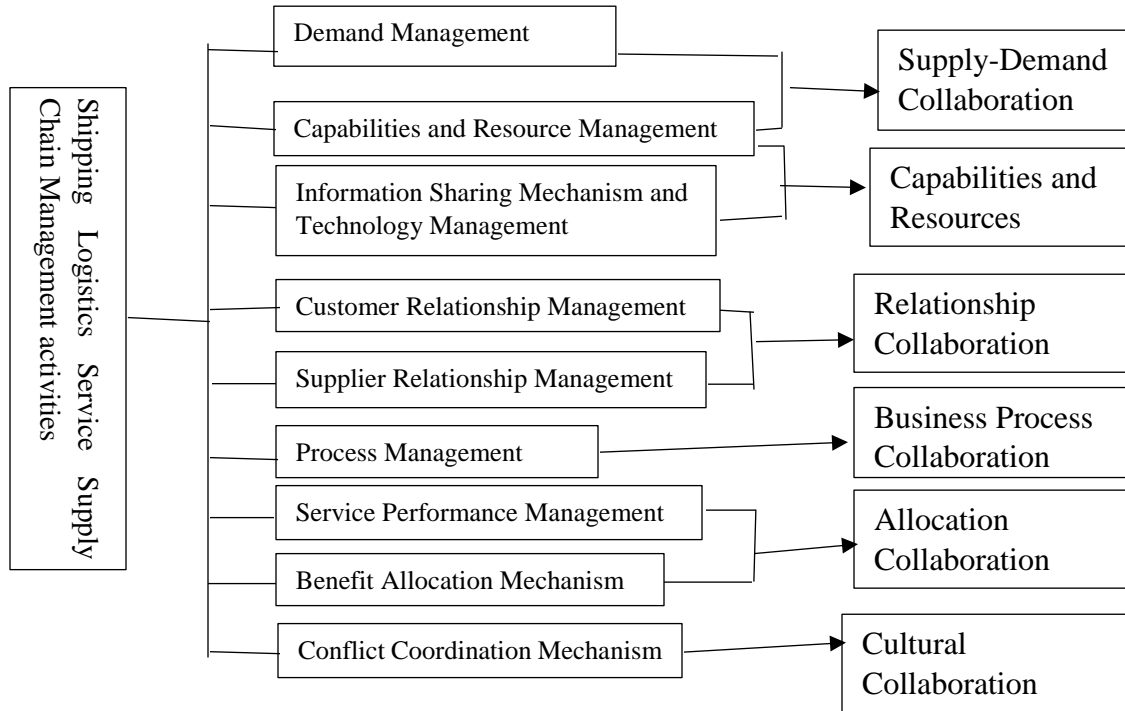 Shipping Logistics Service Supply
Chain Management activities
Demand Management
Capabilities and Resource Management
Information Sharing Mechanism and
Technology Management
Customer Relationship Management
Supplier Relationship Management
Process Management
Service Performance Management
Benefit Allocation Mechanism
Conflict Coordination Mechanism
Supply-Demand
Collaboration
Capabilities and
Resources
Relationship
Collaboration
Business Process
Collaboration
Allocation
Collaboration
Cultural
Collaboration